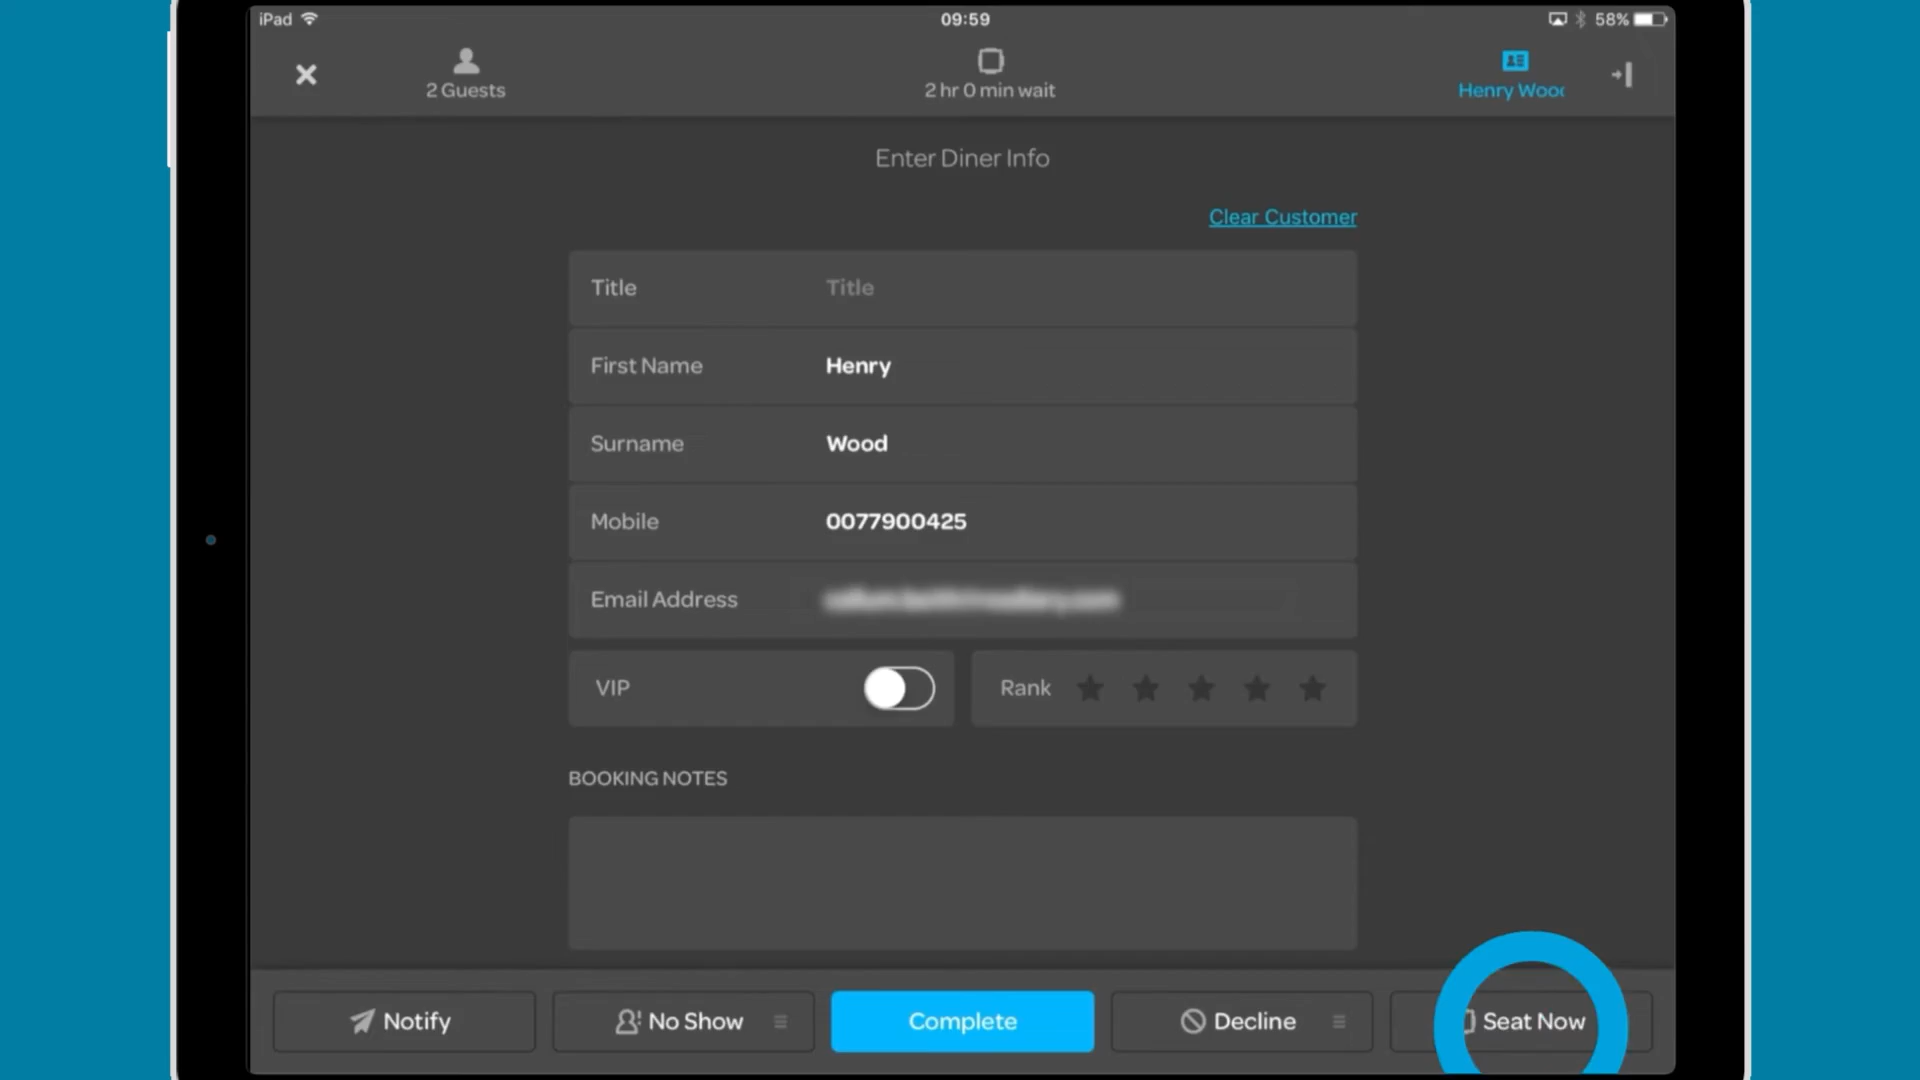 iPad
09:59
58%
2 Guests
2 hr 0 min wait
Henry Wood
Enter Diner Info
Clear Customer
Title Title
First Name Henry
Surname Wood
Mobile 0077900425
Email Address
VIP
Rank
BOOKING NOTES
Notify
No Show
Complete
Decline
Seat Now